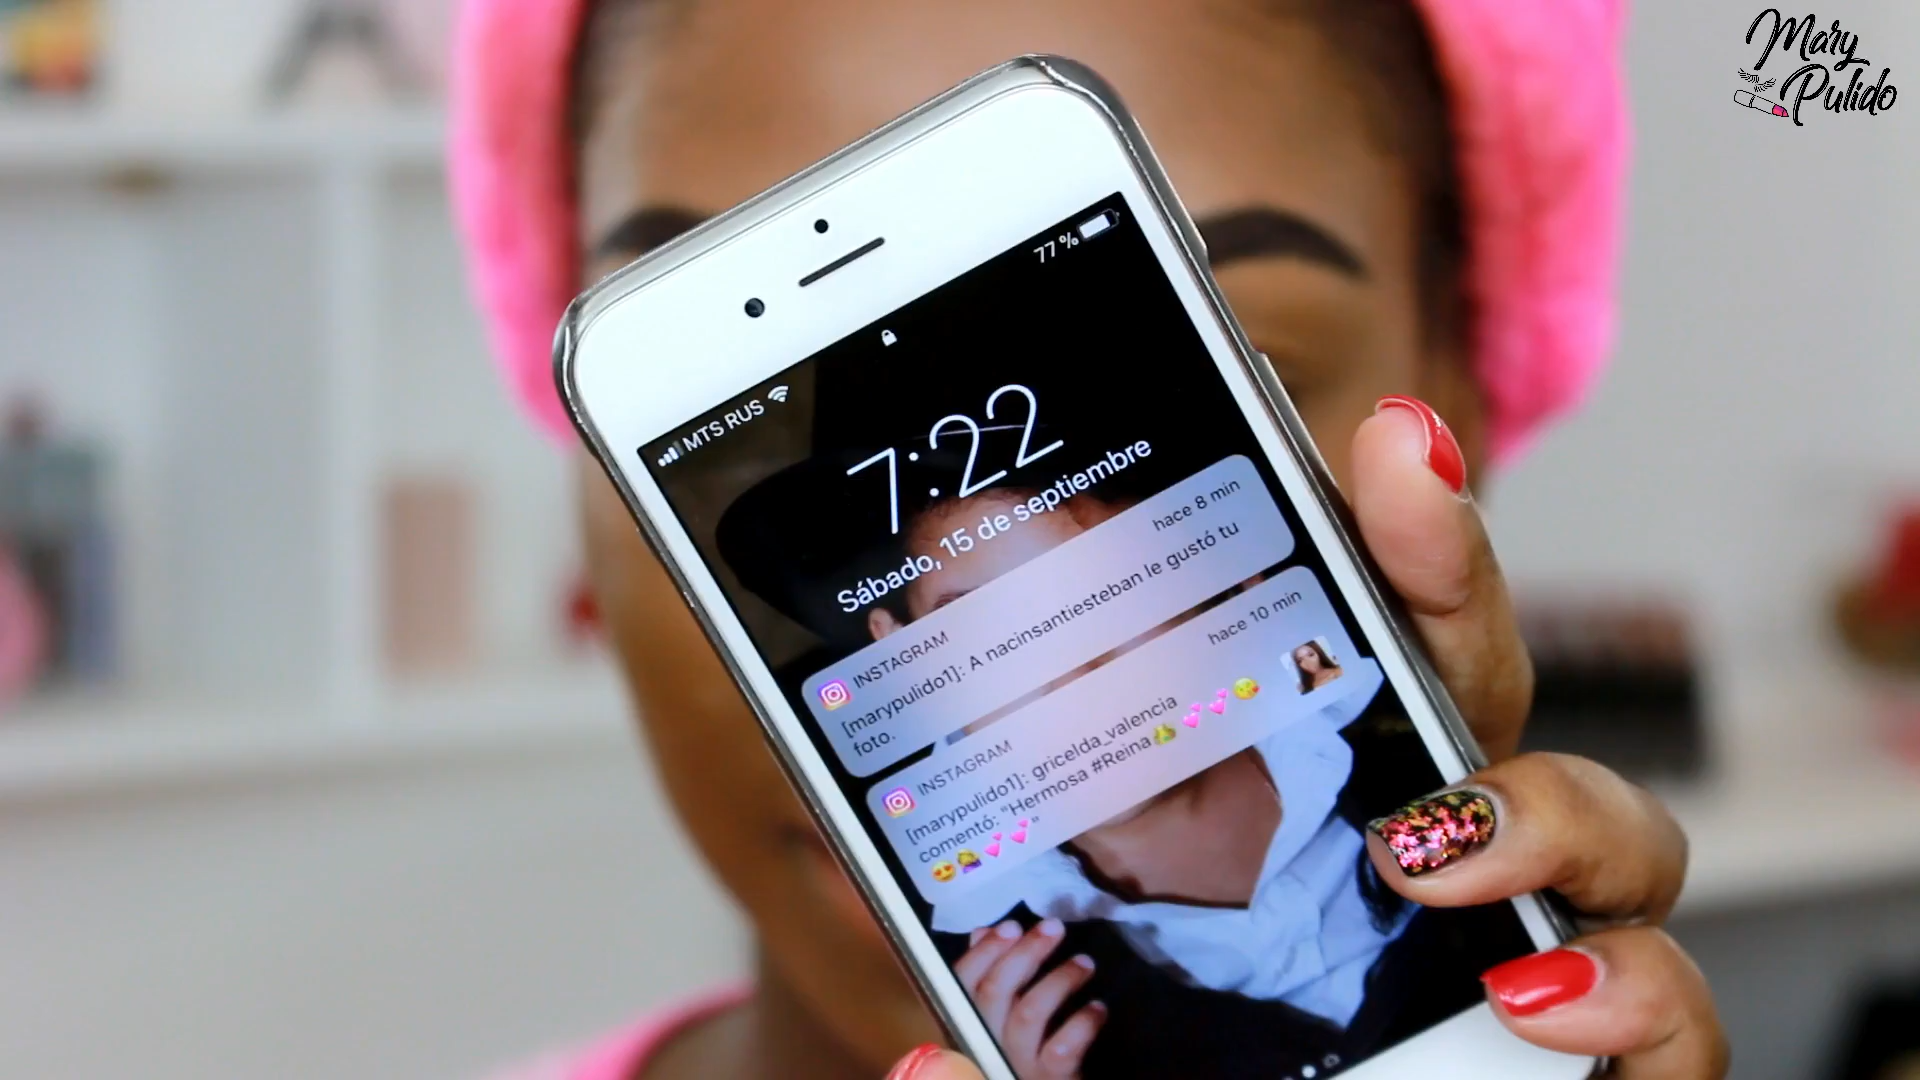 Mary
Pulido
77 %
MTS RUS
7:22
Sábado, 15 de septiembre
INSTAGRAM
hace 8 min
[marypulido1]: A nacinsantiesteban le gustó tu
foto.
INSTAGRAM
hace 10 min
[marypulido1]: gricelda_valencia
comentó: "Hermosa #Reina🙆‍♀️💕💕😘
😍🤷‍♀️💕💕"